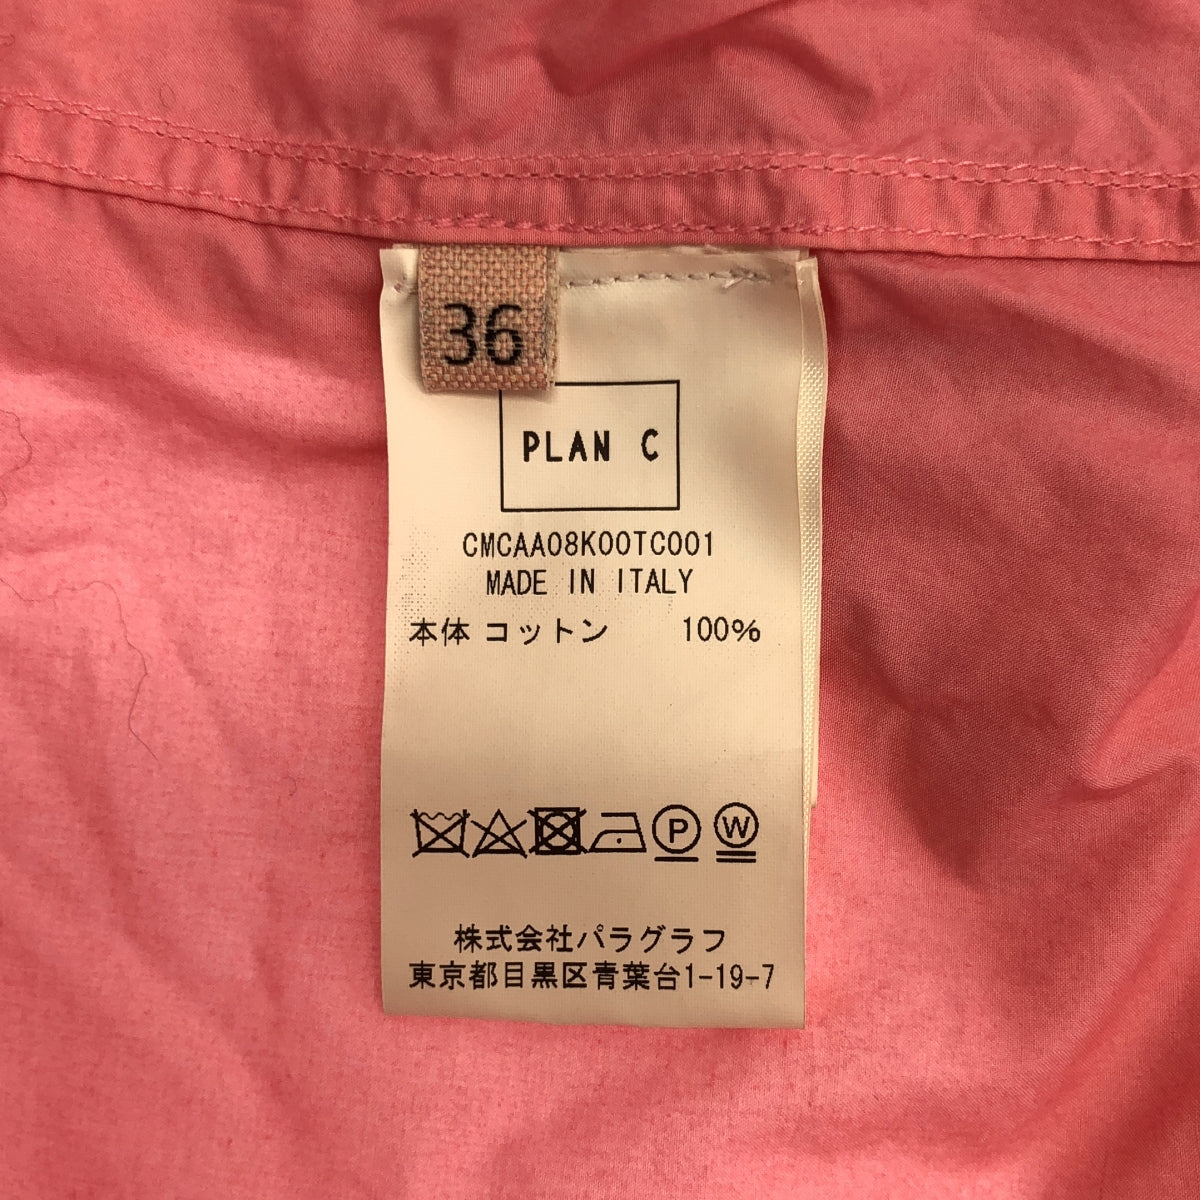 36
PLAN C
CMCAA08K00TC001
MADE IN ITALY
本体 コットン 100%
P W
株式会社パラグラフ
東京都目黒区青葉台1-19-7